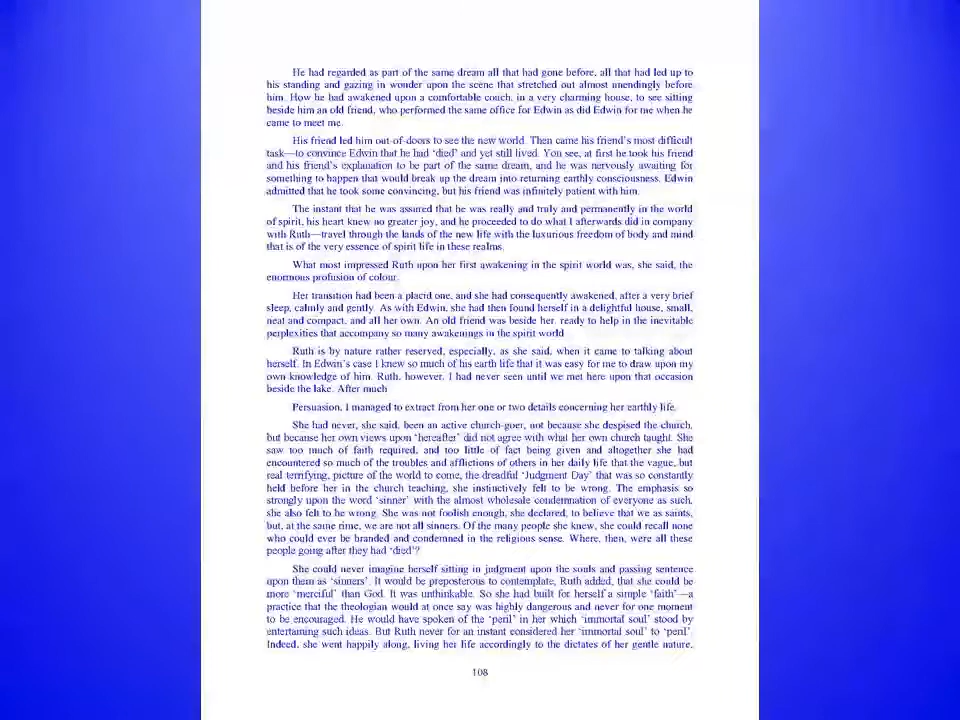 He had regarded as part of the same dream all that had gone before, all that had led up to
his standing and gazing in wonder upon the scene that stretched out almost unendingly before
him. How he had awakened upon a comfortable couch, in a very charming house, to see sitting
beside him an old friend, who performed the same office for Edwin as did Edwin for me when he
came to meet me.
His friend led him out-of-doors to see the new world. Then came his friend's most difficult
task—to convince Edwin that he had 'died' and yet still lived. You see, at first he took his friend
and his friend's explanation to be part of the same dream, and he was nervously awaiting for
something to happen that would break up the dream into returning earthly consciousness. Edwin
admitted that he took some convincing, but his friend was infinitely patient with him.
The instant that he was assured that he was really and truly and permanently in the world
of spirit, his heart knew no greater joy, and he proceeded to do what I afterwards did in company
with Ruth—travel through the lands of the new life with the luxurious freedom of body and mind
that is of the very essence of spirit life in these realms.
What most impressed Ruth upon her first awakening in the spirit world was, she said, the
enormous profusion of colour.
Her transition had been a placid one, and she had consequently awakened, after a very brief
sleep, calmly and gently. As with Edwin, she had then found herself in a delightful house, small,
neat and compact, and all her own. An old friend was beside her, ready to help in the inevitable
perplexities that accompany so many awakenings in the spirit world
Ruth is by nature rather reserved, especially, as she said, when it came to talking about
herself. In Edwin's case I knew so much of his earth life that it was easy for me to draw upon my
own knowledge of him. Ruth, however, I had never seen until we met here upon that occasion
beside the lake. After much
Persuasion, I managed to extract from her one or two details concerning her earthly life.
She had never, she said, been an active church-goer, not because she despised the church,
but because her own views upon 'hereafter' did not agree with what her own church taught. She
saw too much of faith required, and too little of fact being given and altogether she had
encountered so much of the troubles and afflictions of others in her daily life that the vague, but
real terrifying, picture of the world to come, the dreadful 'Judgment Day' that was so constantly
held before her in the church teaching, she instinctively felt to be wrong. The emphasis so
strongly upon the word 'sinner' with the almost wholesale condemnation of everyone as such,
she also felt to be wrong. She was not foolish enough, she declared, to believe that we as saints,
but, at the same rime, we are not all sinners. Of the many people she knew, she could recall none
who could ever be branded and condemned in the religious sense. Where, then, were all these
people going after they had 'died'?
She could never imagine herself sitting in judgment upon the souls and passing sentence
upon them as 'sinners'. It would be preposterous to contemplate, Ruth added, that she could be
more 'merciful' than God. It was unthinkable. So she had built for herself a simple 'faith'—a
practice that the theologian would at once say was highly dangerous and never for one moment
to be encouraged. He would have spoken of the 'peril' in her which 'immortal soul' stood by
entertaining such ideas. But Ruth never for an instant considered her 'immortal soul' to 'peril'.
Indeed, she went happily along, living her life accordingly to the dictates of her gentle nature,
108